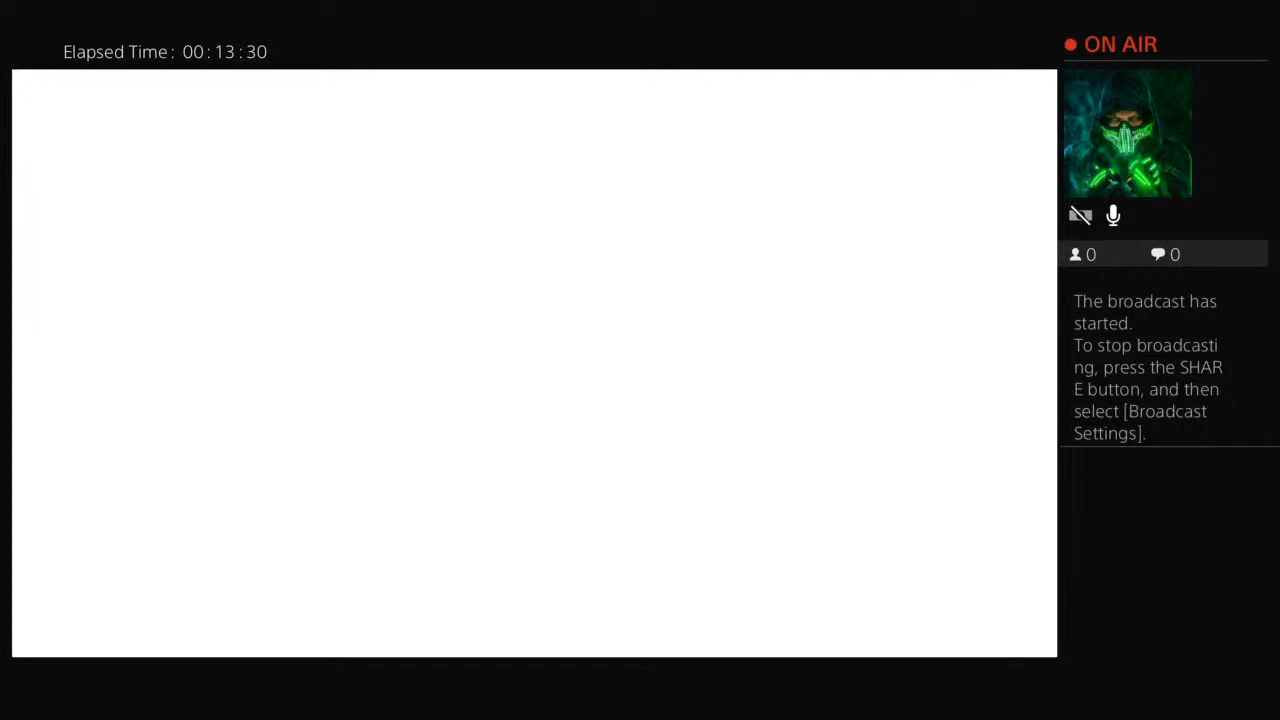 Elapsed Time: 00:13:30
ON AIR
0 0
The broadcast has
started.
To stop broadcasti
ng, press the SHAR
E button, and then
select [Broadcast
Settings].